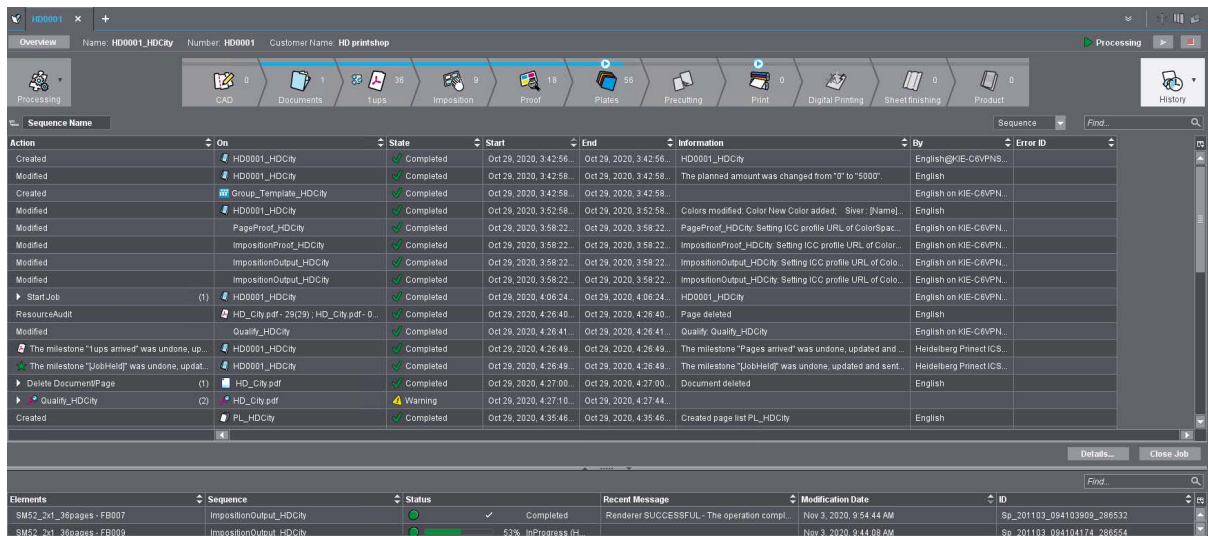 HD0001 × +
Overview Name: HD0001_HDCity Number: HD0001 Customer Name: HD printshop Processing
0 1 36 9 18 56 0 0 0
Processing CAD Documents 1ups Imposition Proof Plates Precutting Print Digital Printing Sheetfinishing Product History
Sequence Name Sequence Find...
Action On State Start End Information By Error ID
Created HD0001_HDCity Completed Oct 29, 2020, 3:42:56... Oct 29, 2020, 3:42:56... HD0001_HDCity English@KIE-C6VPNS...
Modified HD0001_HDCity Completed Oct 29, 2020, 3:42:58... Oct 29, 2020, 3:42:58... The planned amount was changed from "0" to "5000". English
Created Group_Template_HDCity Completed Oct 29, 2020, 3:42:58... Oct 29, 2020, 3:42:58... English on KIE-C6VPN...
Modified HD0001_HDCity Completed Oct 29, 2020, 3:52:58... Oct 29, 2020, 3:52:58... Colors modified: Color New Color added; Siver : [Name]... English
Modified PageProof_HDCity Completed Oct 29, 2020, 3:58:22... Oct 29, 2020, 3:58:22... PageProof_HDCity: Setting ICC profile URL of ColorSpac... English on KIE-C6VPN...
Modified ImpositionProof_HDCity Completed Oct 29, 2020, 3:58:22... Oct 29, 2020, 3:58:22... ImpositionProof_HDCity: Setting ICC profile URL of Color... English on KIE-C6VPN...
Modified ImpositionOutput_HDCity Completed Oct 29, 2020, 3:58:22... Oct 29, 2020, 3:58:22... ImpositionOutput_HDCity: Setting ICC profile URL of Colo... English on KIE-C6VPN...
Modified ImpositionOutput_HDCity Completed Oct 29, 2020, 3:58:22... Oct 29, 2020, 3:58:22... ImpositionOutput_HDCity: Setting ICC profile URL of Colo... English on KIE-C6VPN...
Start Job (1) HD0001_HDCity Completed Oct 29, 2020, 4:06:24... Oct 29, 2020, 4:06:24... HD0001_HDCity English
ResourceAudit HD_City.pdf - 29(29) ; HD_City.pdf - 0... Completed Oct 29, 2020, 4:26:40... Oct 29, 2020, 4:26:40... Page deleted English on KIE-C6VPN...
Modified Qualify_HDCity Completed Oct 29, 2020, 4:26:41... Oct 29, 2020, 4:26:41... Qualify: Qualify_HDCity English on KIE-C6VPN...
The milestone "1ups arrived" was undone, up... HD0001_HDCity Completed Oct 29, 2020, 4:26:49... Oct 29, 2020, 4:26:49... The milestone "Pages arrived" was undone, updated and ... Heidelberg Prinect ICS...
The milestone "[JobHeld]" was undone, updat... HD0001_HDCity Completed Oct 29, 2020, 4:26:49... Oct 29, 2020, 4:26:49... The milestone "[JobHeld]" was undone, updated and sent... Heidelberg Prinect ICS...
Delete Document/Page (1) HD_City.pdf Completed Oct 29, 2020, 4:27:00... Oct 29, 2020, 4:27:00... Document deleted English
Qualify_HDCity (2) HD_City.pdf Warning Oct 29, 2020, 4:27:10... Oct 29, 2020, 4:27:44...
Created PL_HDCity Completed Oct 29, 2020, 4:35:46... Oct 29, 2020, 4:35:46... Created page list PL_HDCity English
Details... Close Job
Find...
Elements Sequence Status Recent Message Modification Date ID
SM52_2x1_36pages - FB007 ImpositionOutput_HDCity Completed Renderer SUCCESSFUL - The operation compl... Nov 3, 2020, 9:54:44 AM Sp_201103_094103909_286532
SM52_2x1_36pages - FB009 ImpositionOutput_HDCity 53% InProgress (H... Nov 3, 2020, 9:44:08 AM Sp_201103_094104174_286554